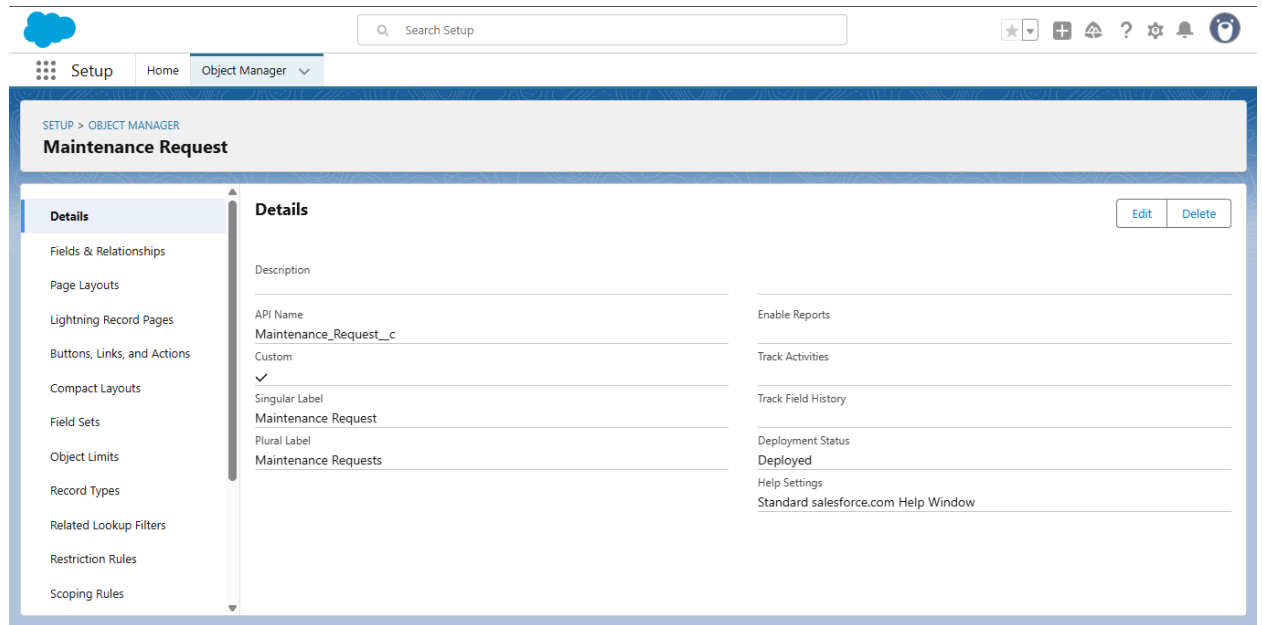 Search Setup
Setup
Home
Object Manager
SETUP > OBJECT MANAGER
Maintenance Request
Details
Fields & Relationships
Page Layouts
Lightning Record Pages
Buttons, Links, and Actions
Compact Layouts
Field Sets
Object Limits
Record Types
Related Lookup Filters
Restriction Rules
Scoping Rules
Details
Edit
Delete
Description
API Name
Maintenance_Request__c
Custom
Singular Label
Maintenance Request
Plural Label
Maintenance Requests
Enable Reports
Track Activities
Track Field History
Deployment Status
Deployed
Help Settings
Standard salesforce.com Help Window